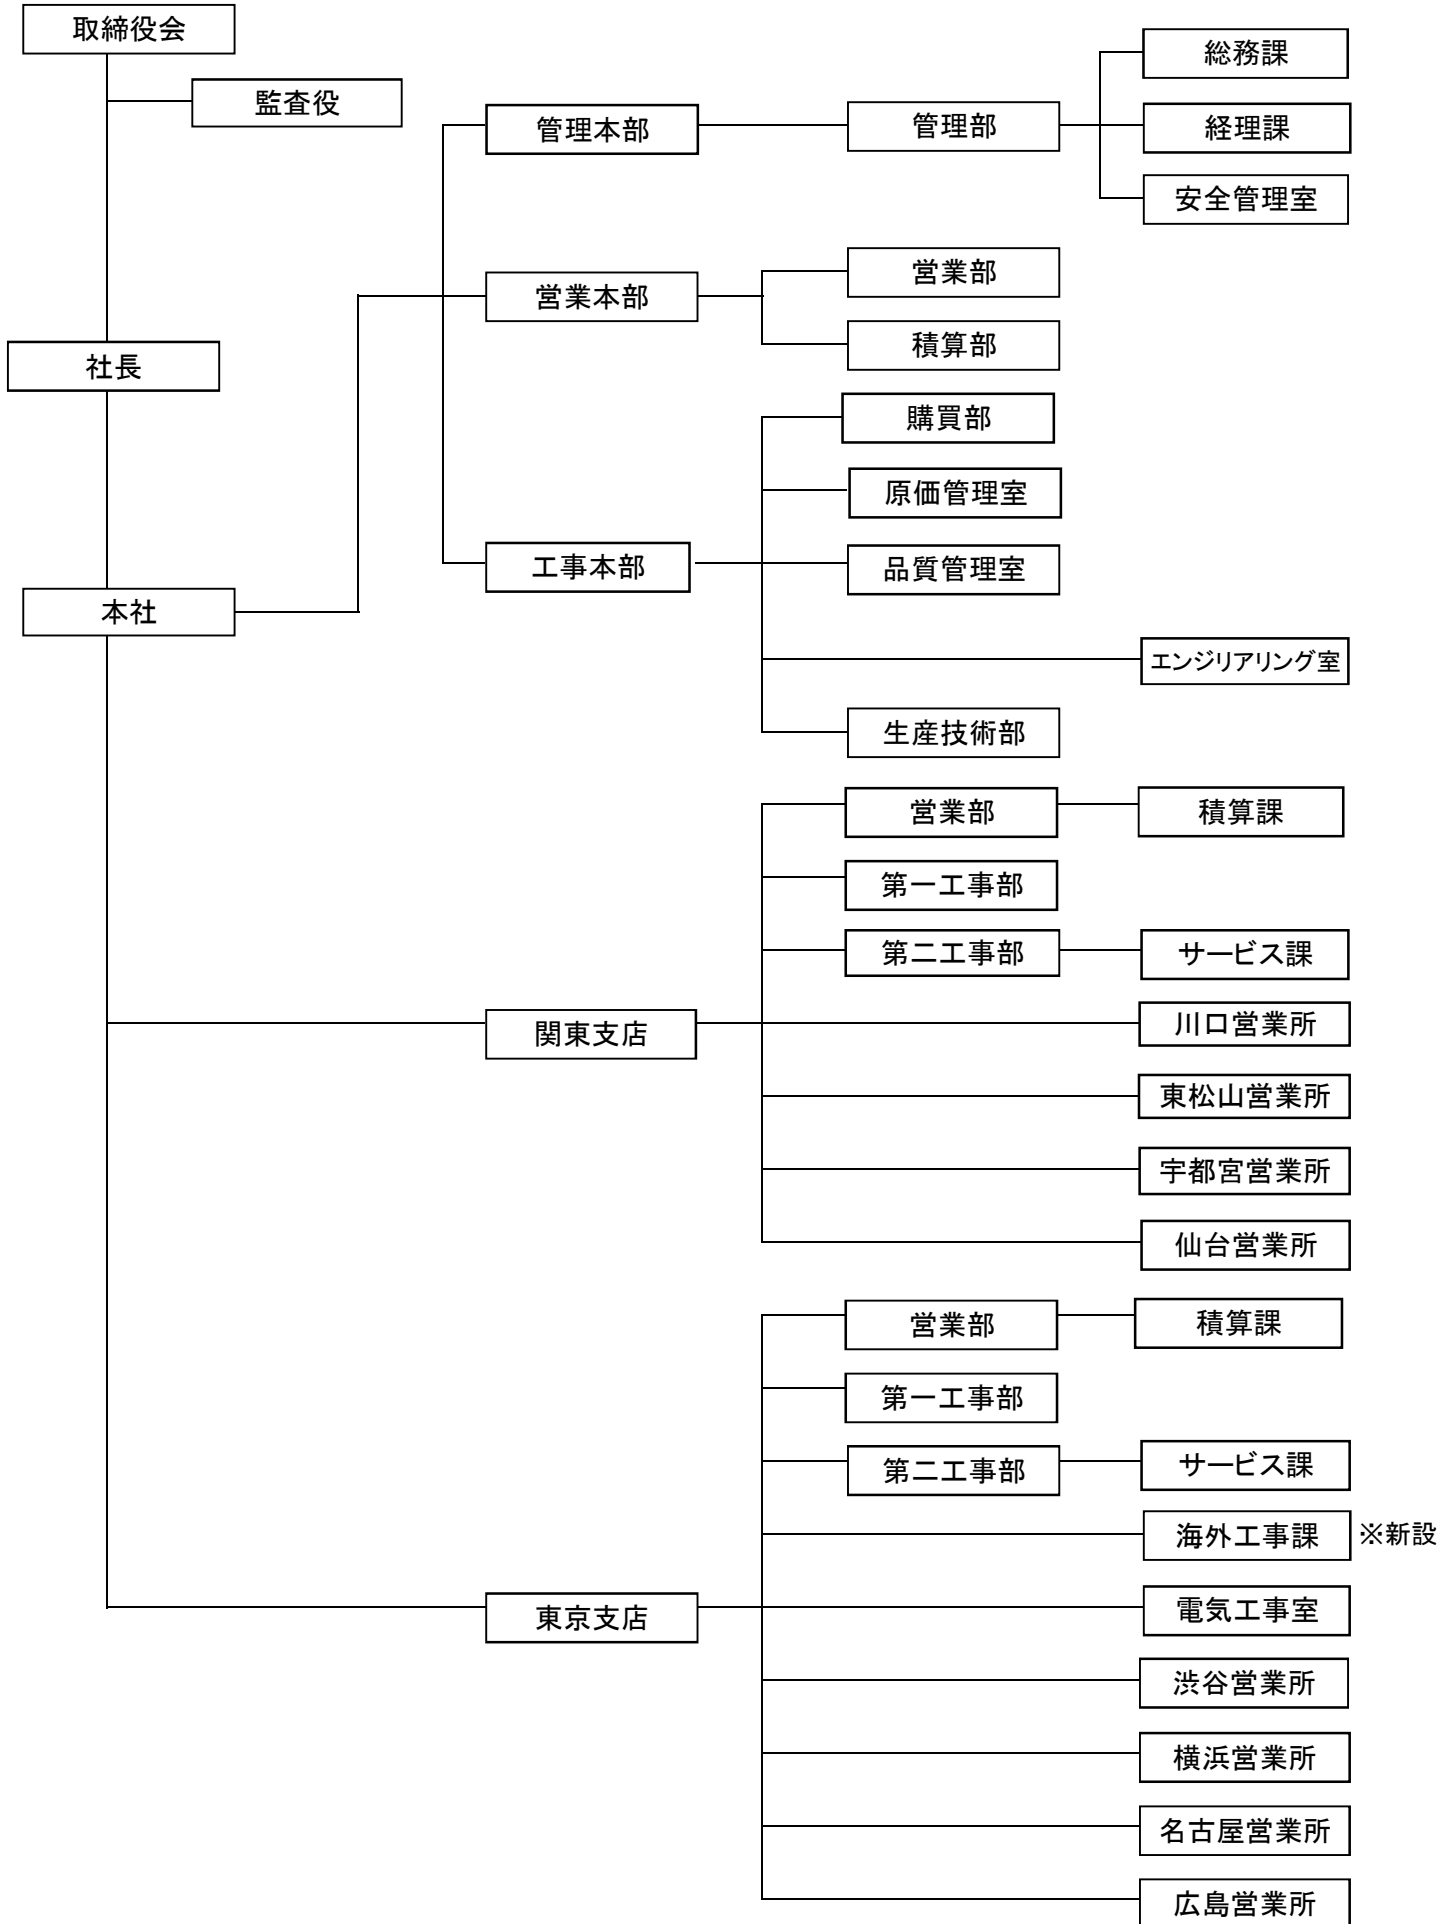 取締役会
監査役
社長
本社
管理本部
管理部
総務課
経理課
安全管理室
営業本部
営業部
積算部
工事本部
購買部
原価管理室
品質管理室
エンジリアリング室
生産技術部
関東支店
営業部
積算課
第一工事部
第二工事部
サービス課
川口営業所
東松山営業所
宇都宮営業所
仙台営業所
東京支店
営業部
積算課
第一工事部
第二工事部
サービス課
海外工事課
※新設
電気工事室
渋谷営業所
横浜営業所
名古屋営業所
広島営業所